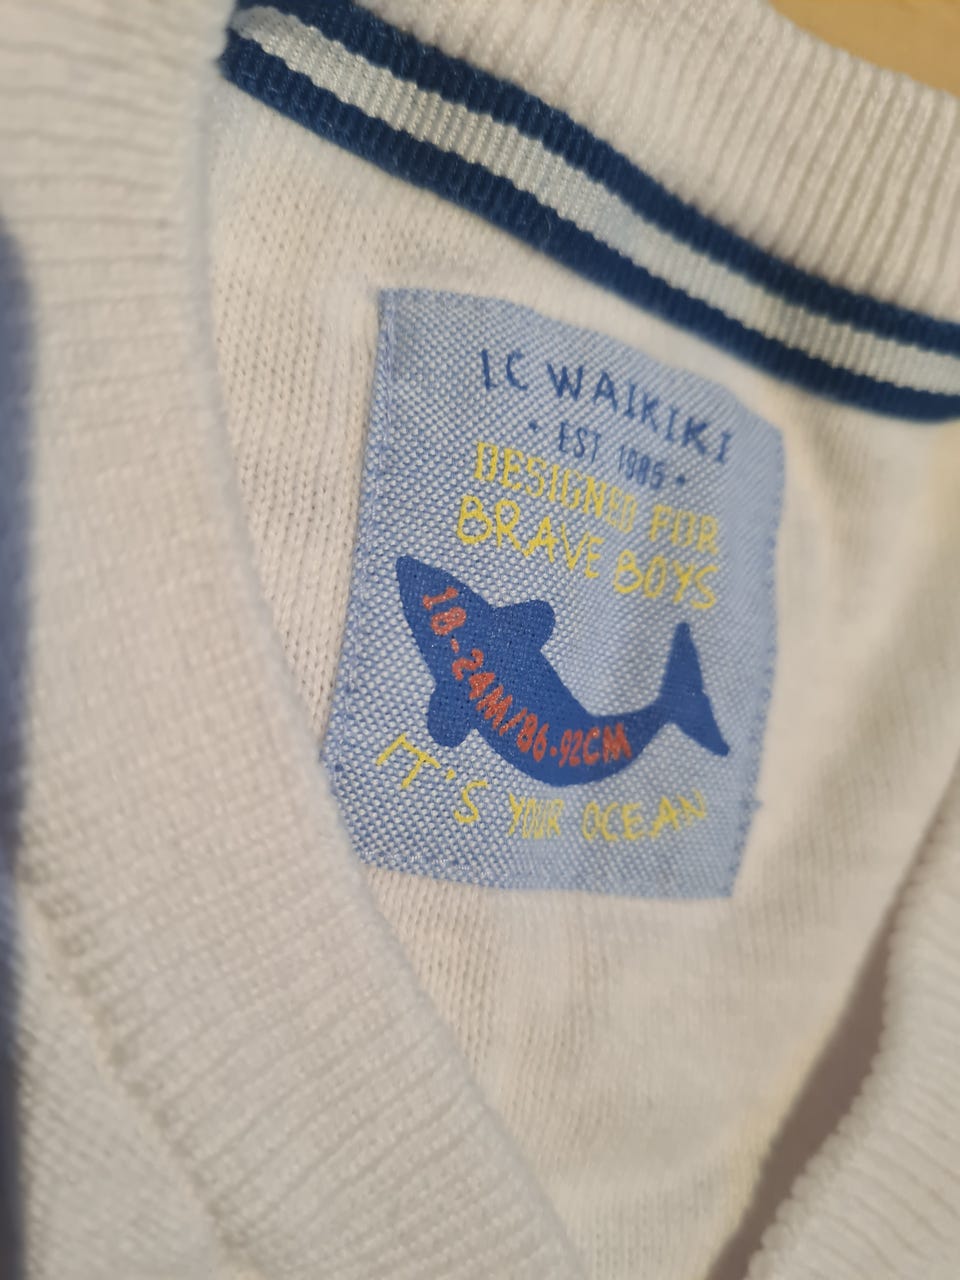 LC WAIKIKI
• EST 1985 •
DESIGNED FOR
BRAVE BOYS
18-24M/86-92CM
IT'S YOUR OCEAN